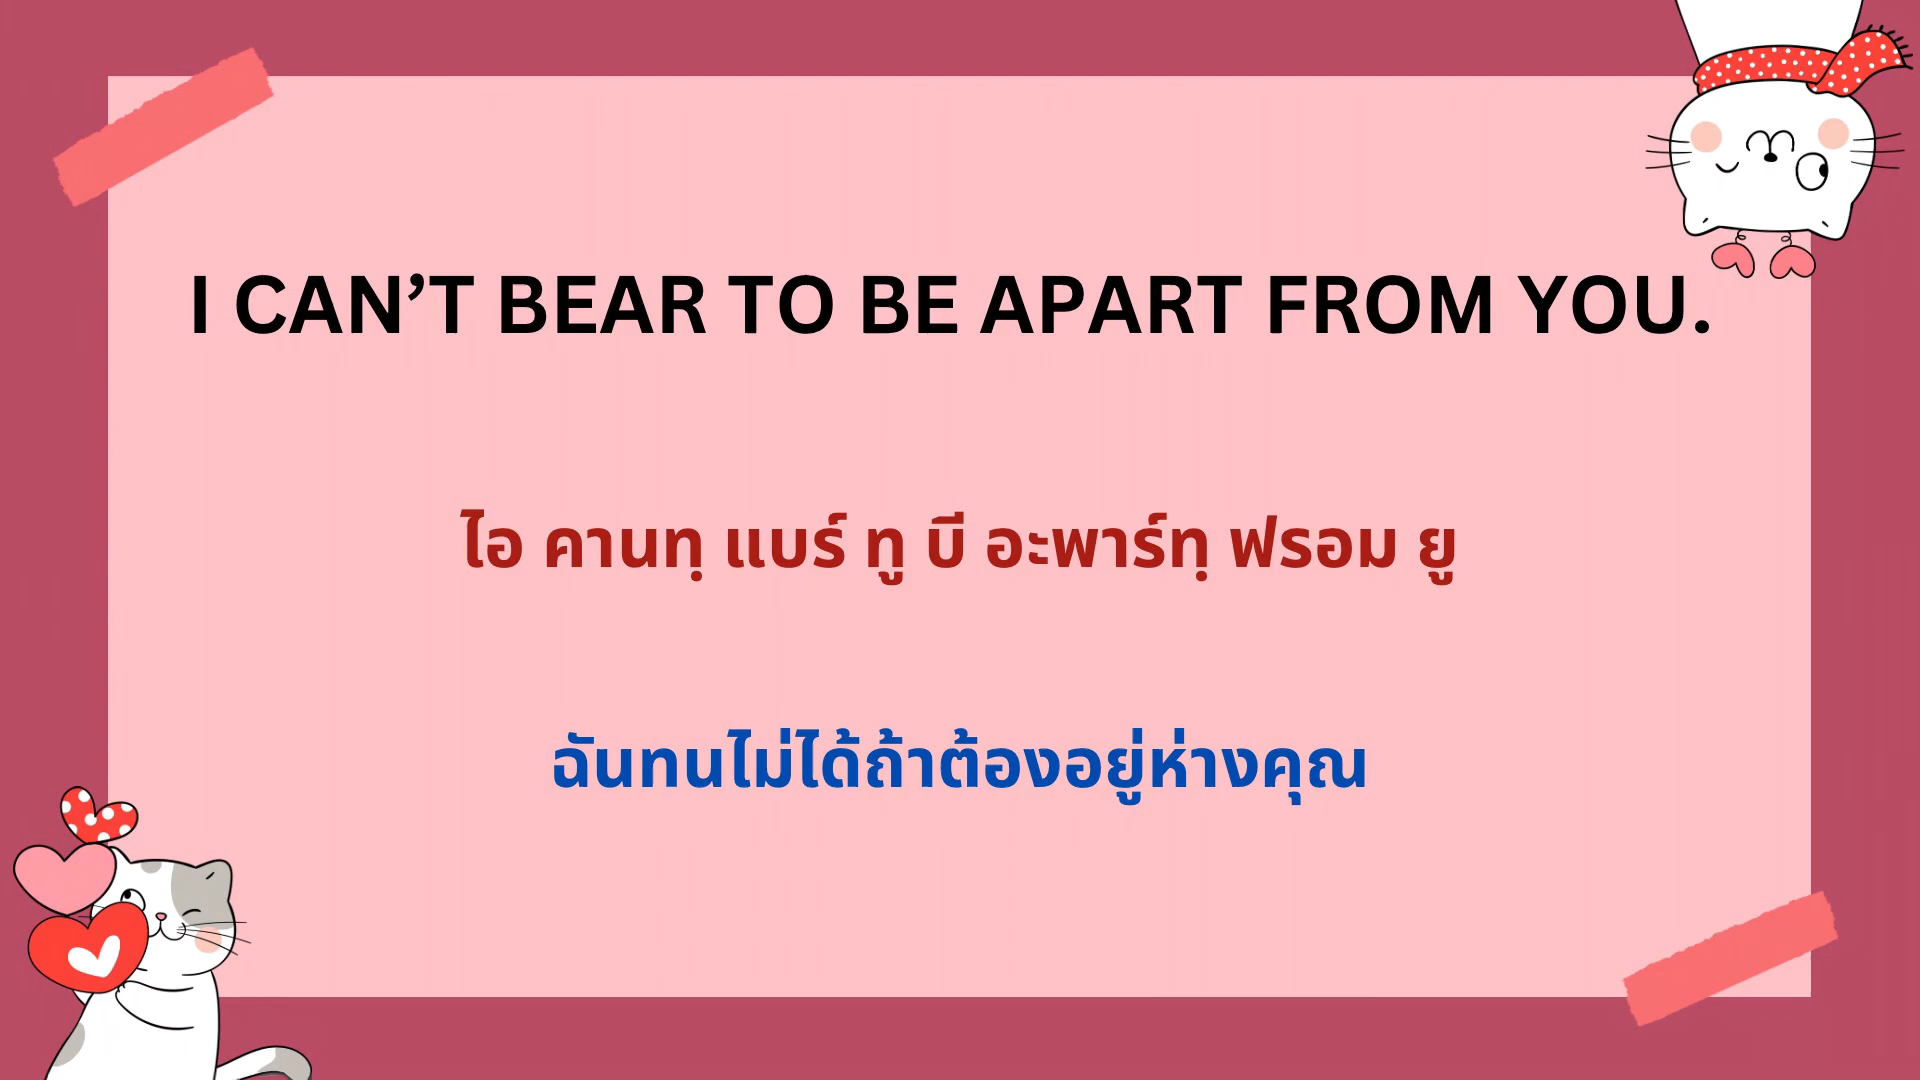 I CAN’T BEAR TO BE APART FROM YOU.
ไอ คานทฺ แบร์ ทู บี อะพาร์ทฺ ฟรอม ยู
ฉันทนไม่ได้ถ้าต้องอยู่ห่างคุณ